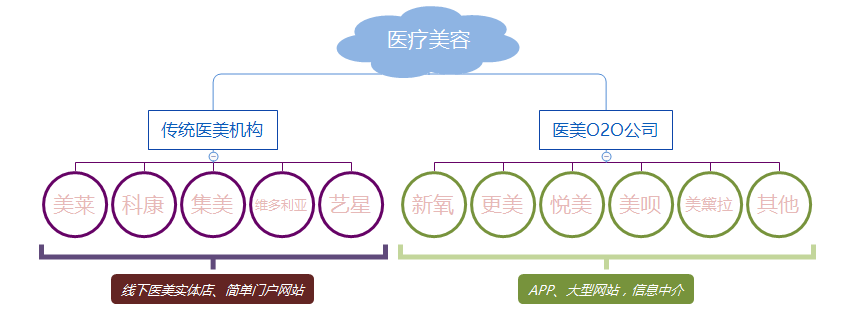 医疗美容
传统医美机构
医美O2O公司
美莱
科康
集美
维多利亚
艺星
新氧
更美
悦美
美呗
美黛拉
其他
线下医美实体店、简单门户网站
APP、大型网站，信息中介